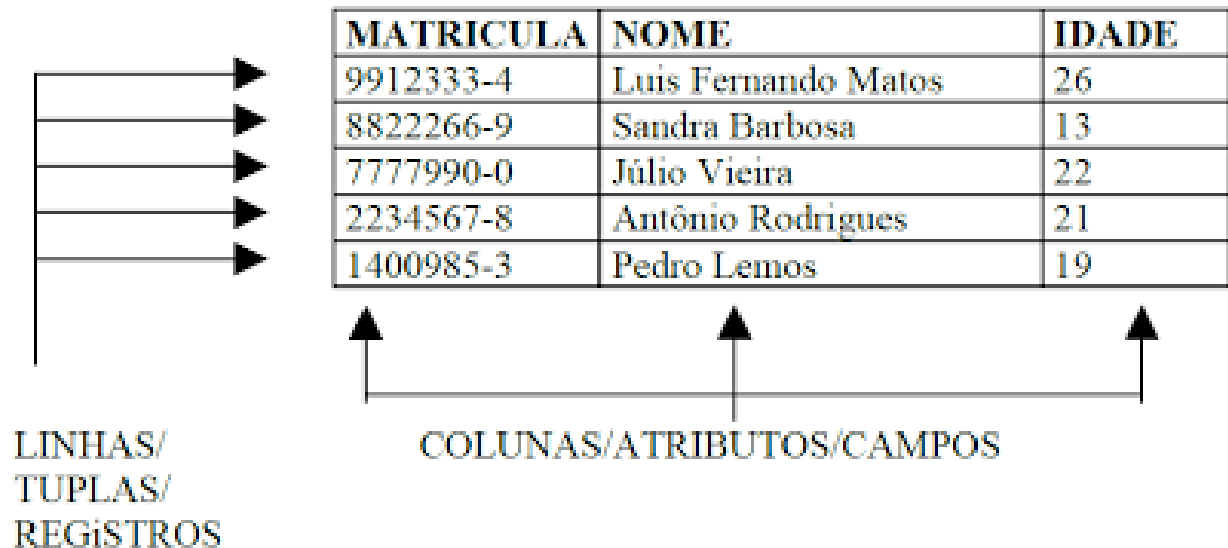 MATRICULA NOME IDADE
9912333-4 Luis Fernando Matos 26
8822266-9 Sandra Barbosa 13
7777990-0 Júlio Vieira 22
2234567-8 Antônio Rodrigues 21
1400985-3 Pedro Lemos 19
LINHAS/
TUPLAS/
REGiSTROS
COLUNAS/ATRIBUTOS/CAMPOS